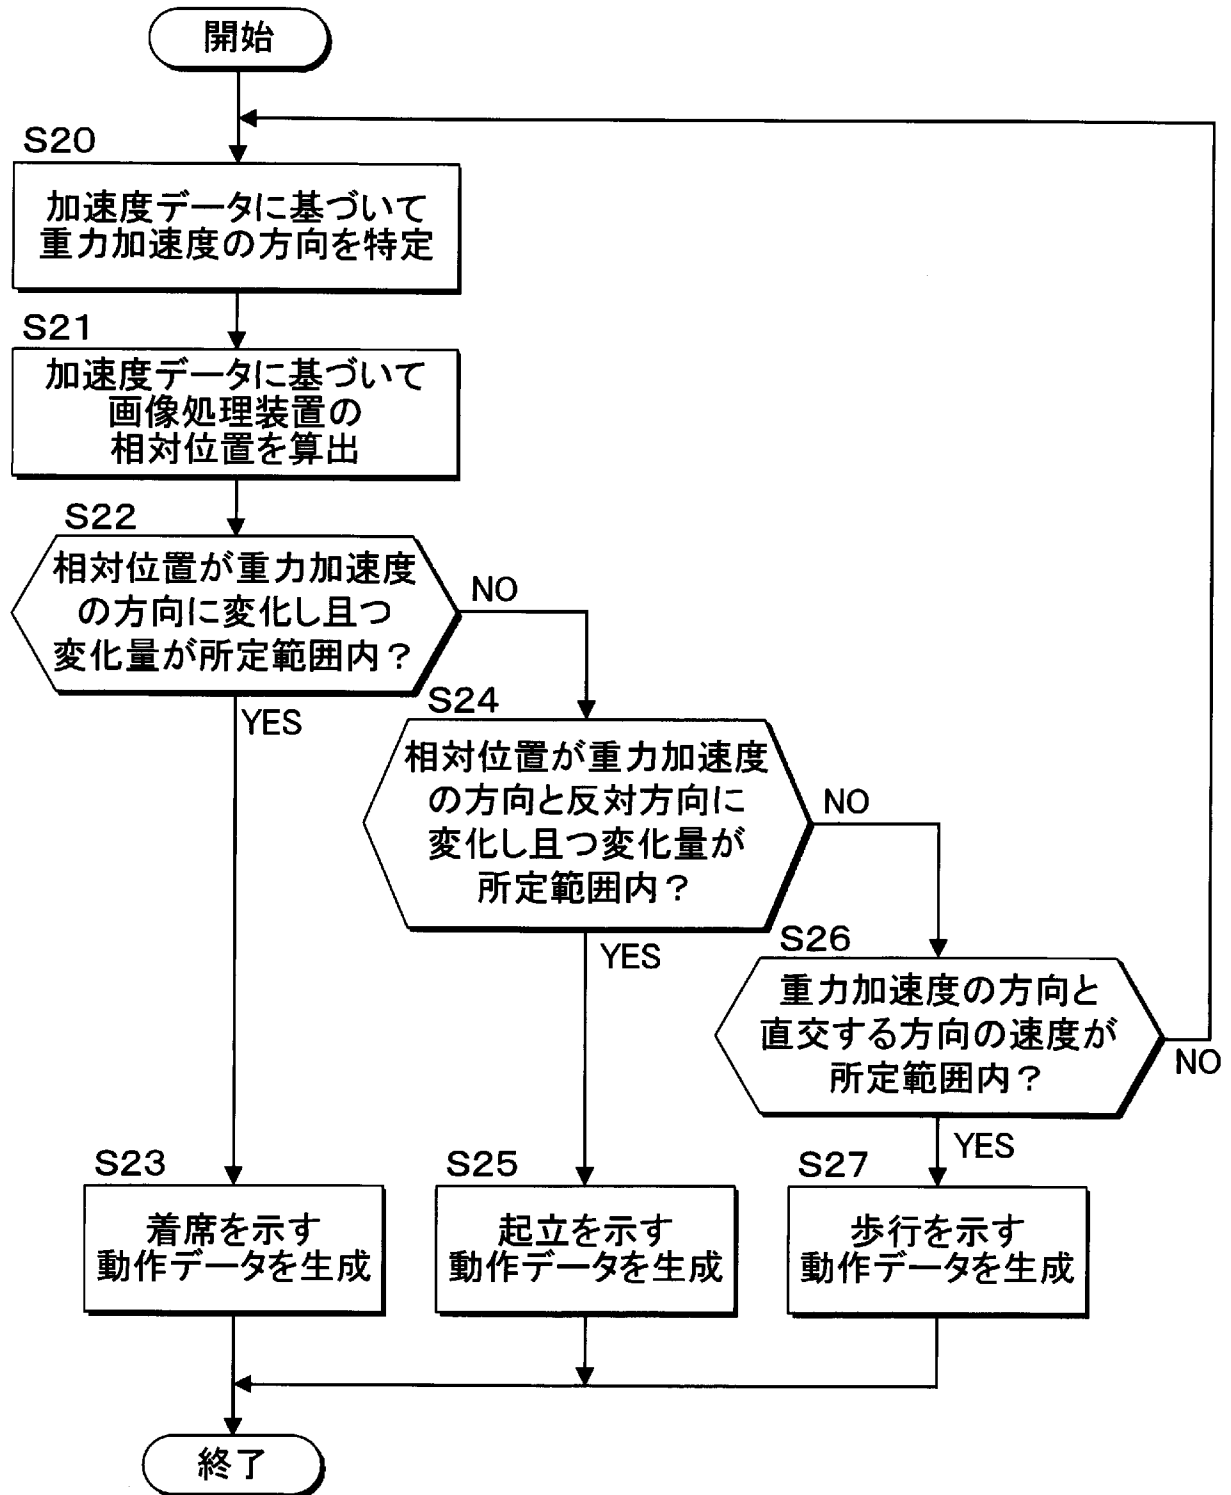 開始
S20
加速度データに基づいて
重力加速度の方向を特定
S21
加速度データに基づいて
画像処理装置の
相対位置を算出
S22
相対位置が重力加速度
の方向に変化し且つ
変化量が所定範囲内？
NO
YES
S24
相対位置が重力加速度
の方向と反対方向に
変化し且つ変化量が
所定範囲内？
NO
YES
S26
重力加速度の方向と
直交する方向の速度が
所定範囲内？
NO
YES
S23
着席を示す
動作データを生成
S25
起立を示す
動作データを生成
S27
歩行を示す
動作データを生成
終了